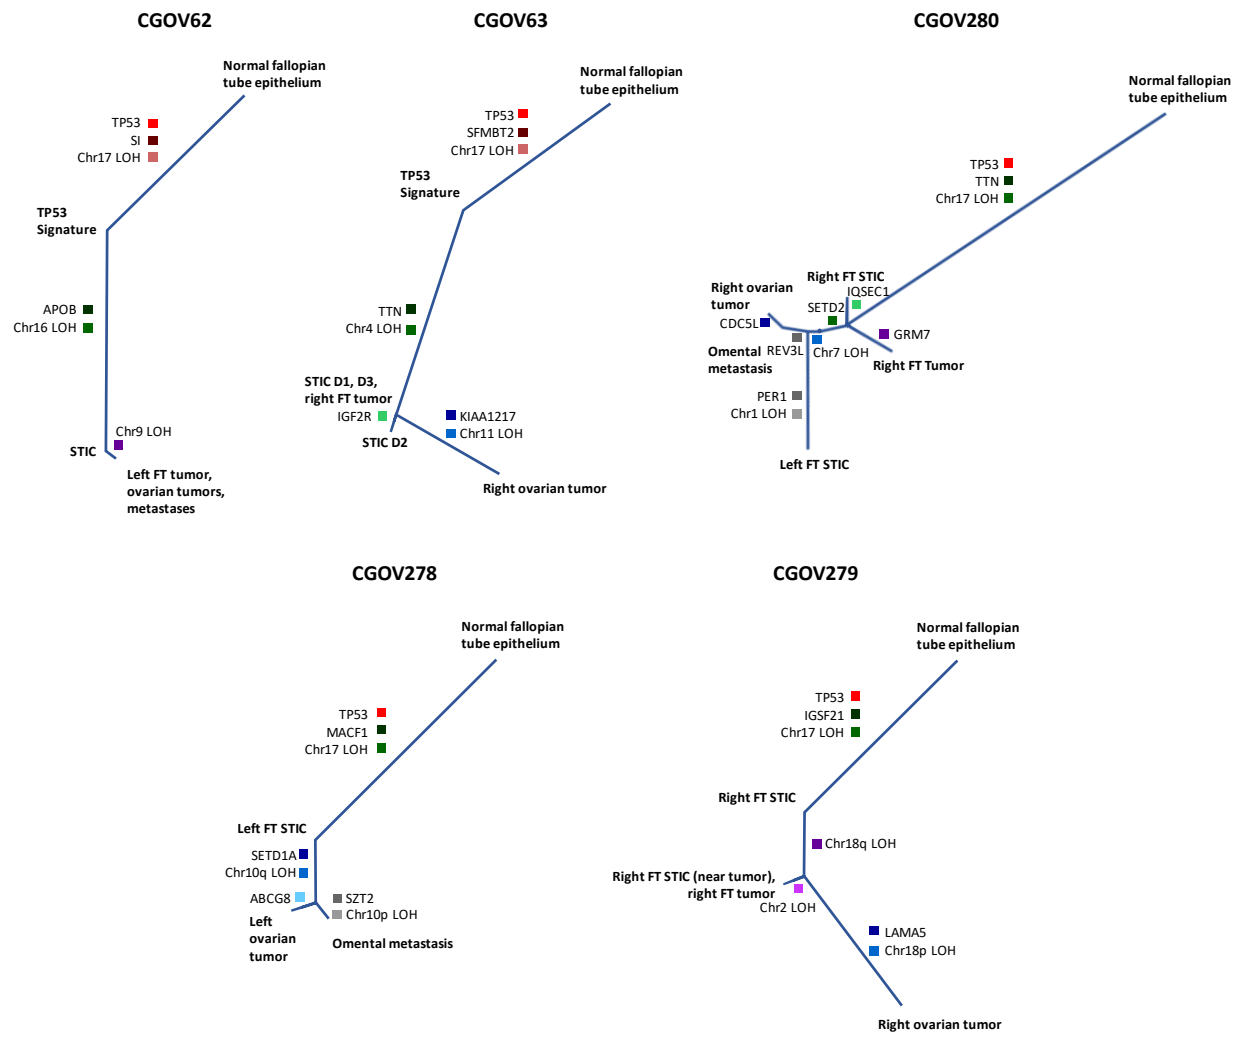 CGOV62
Normal fallopian
tube epithelium
TP53
SI
Chr17 LOH
TP53
Signature
APOB
Chr16 LOH
Chr9 LOH
STIC
Left FT tumor,
ovarian tumors,
metastases
CGOV63
Normal fallopian
tube epithelium
TP53
SFMBT2
Chr17 LOH
TP53
Signature
TTN
Chr4 LOH
STIC D1, D3,
right FT tumor
IGF2R
STIC D2
KIAA1217
Chr11 LOH
Right ovarian tumor
CGOV280
Normal fallopian
tube epithelium
TP53
TTN
Chr17 LOH
Right FT STIC
IQSEC1
Right ovarian
tumor
SETD2
CDC5L
GRM7
REV3L
Chr7 LOH
Omental
metastasis
Right FT Tumor
PER1
Chr1 LOH
Left FT STIC
CGOV278
Normal fallopian
tube epithelium
TP53
MACF1
Chr17 LOH
Left FT STIC
SETD1A
Chr10q LOH
ABCG8
SZT2
Chr10p LOH
Left
ovarian
tumor
Omental metastasis
CGOV279
Normal fallopian
tube epithelium
TP53
IGSF21
Chr17 LOH
Right FT STIC
Chr18q LOH
Right FT STIC (near tumor),
right FT tumor
Chr2 LOH
LAMA5
Chr18p LOH
Right ovarian tumor